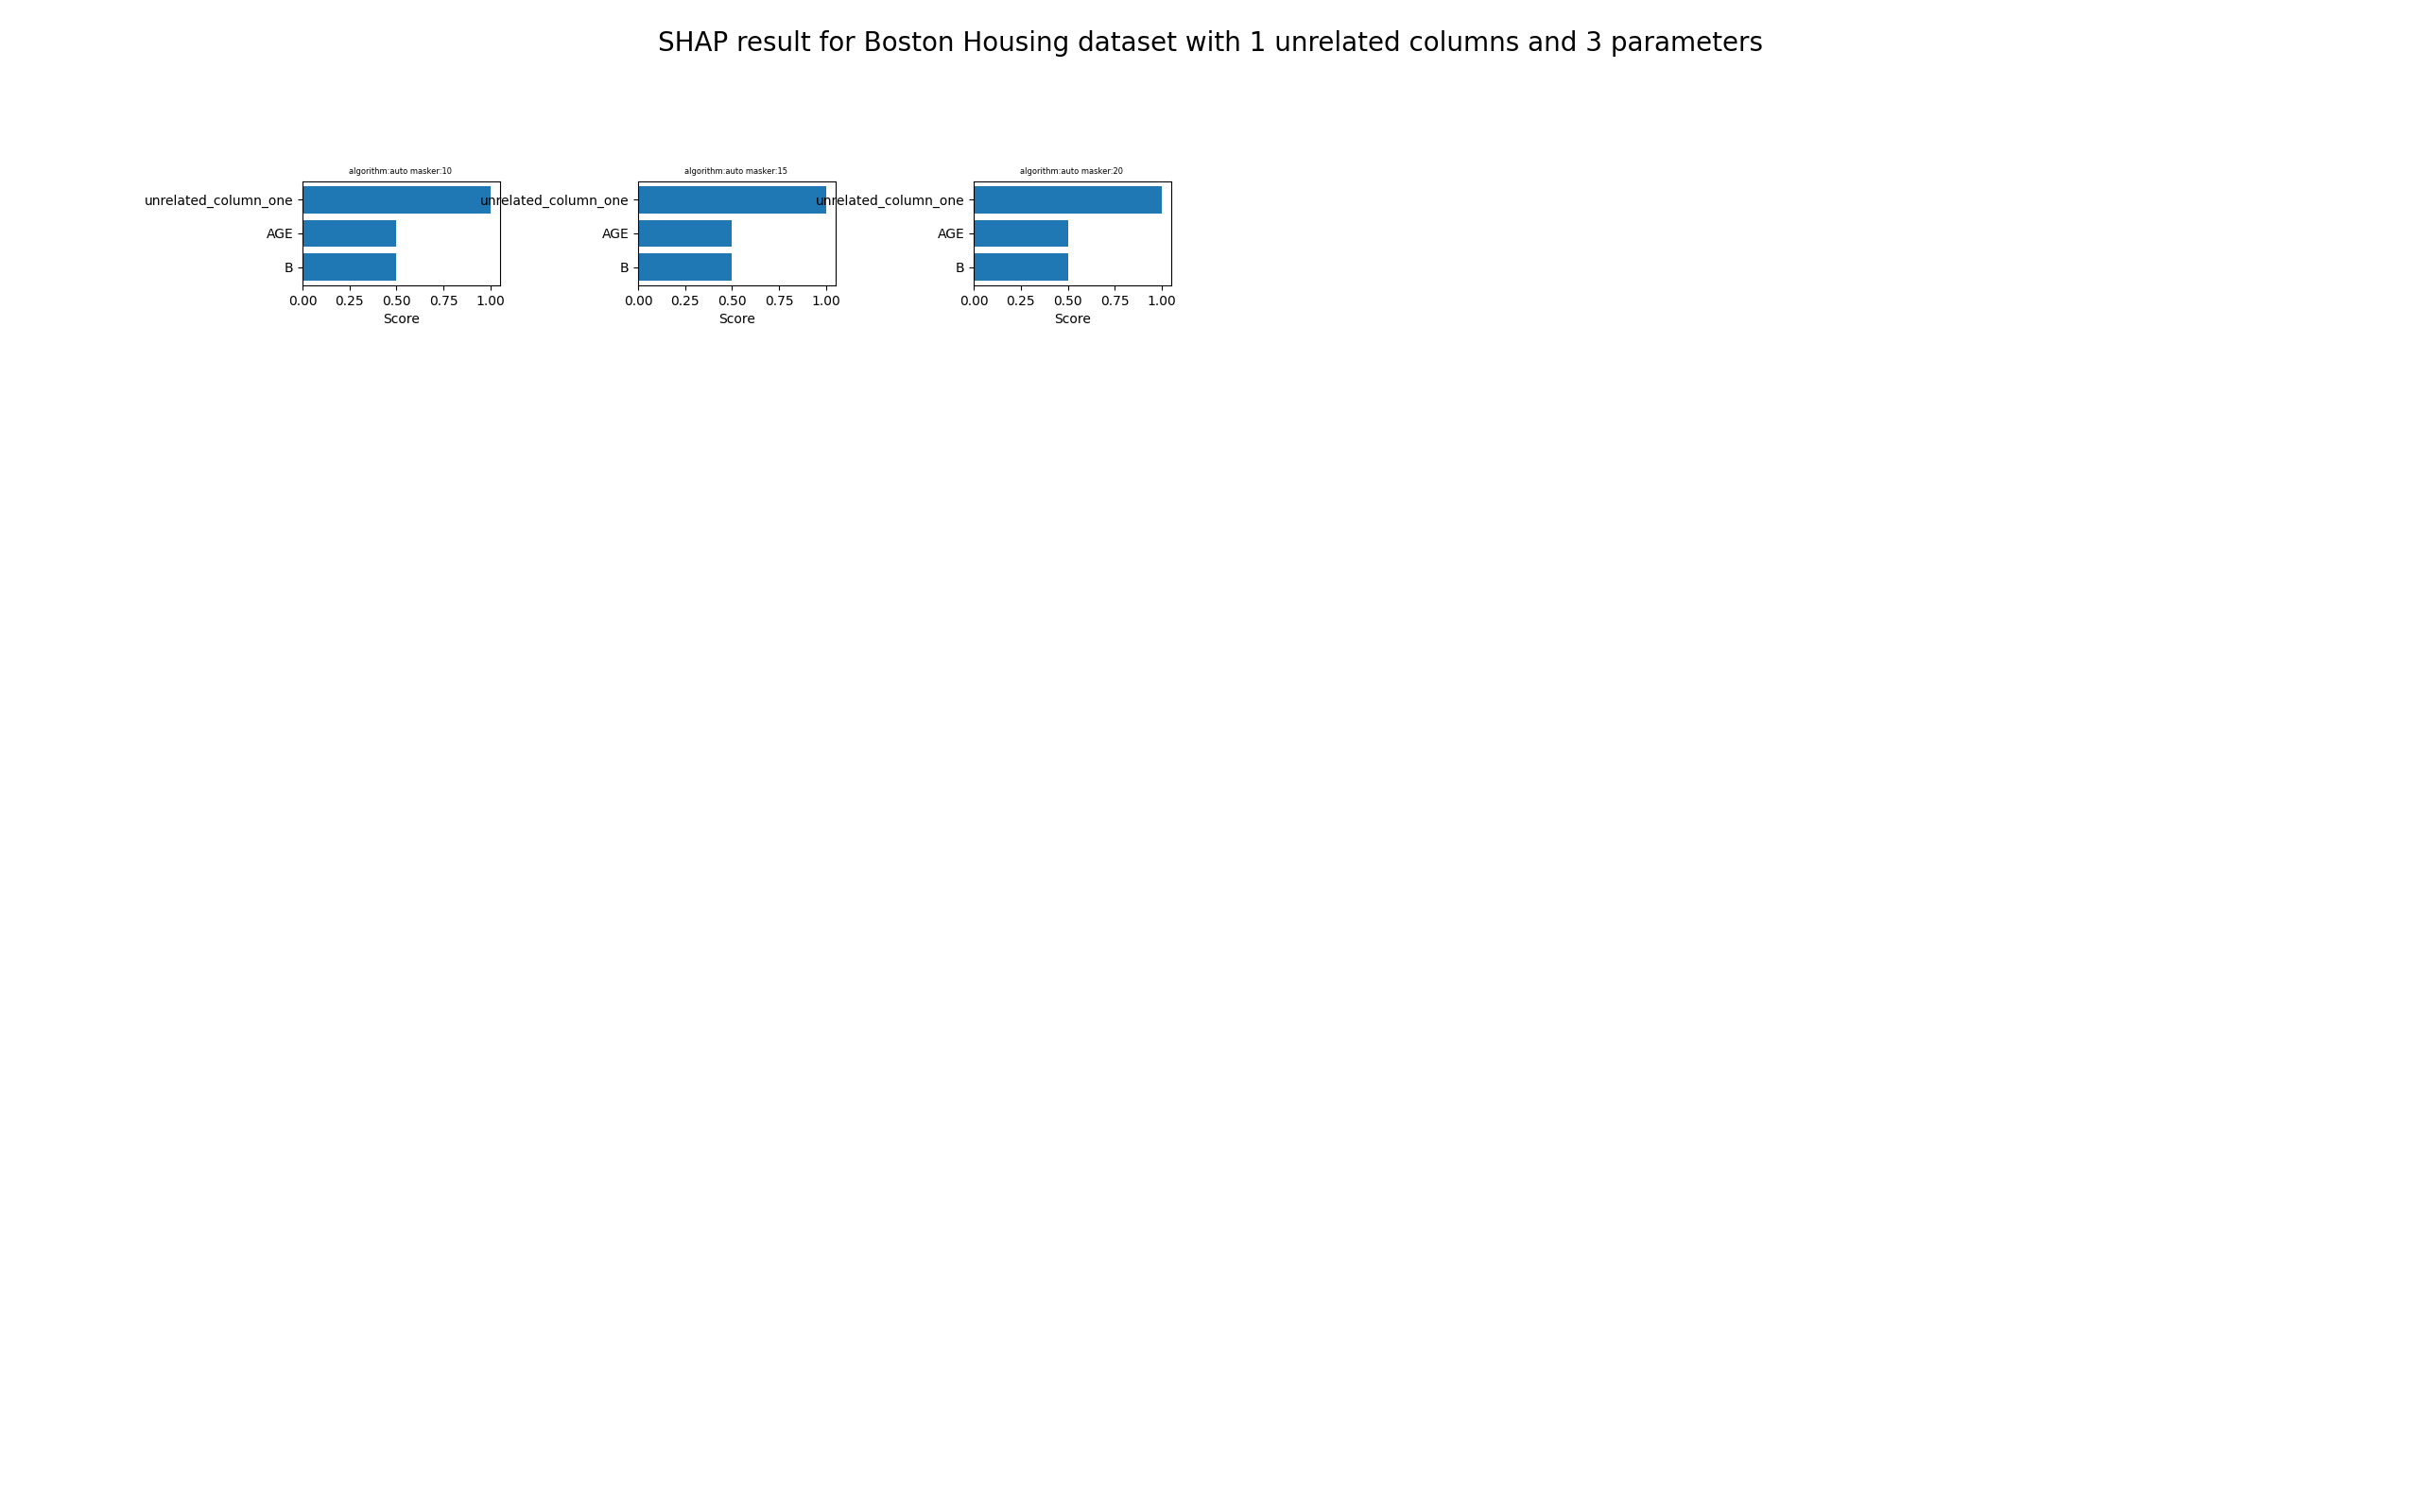 SHAP result for Boston Housing dataset with 1 unrelated columns and 3 parameters
algorithm:auto masker:10
unrelated_column_one
AGE
B
0.00 0.25 0.50 0.75 1.00
Score
algorithm:auto masker:15
unrelated_column_one
AGE
B
0.00 0.25 0.50 0.75 1.00
Score
algorithm:auto masker:20
unrelated_column_one
AGE
B
0.00 0.25 0.50 0.75 1.00
Score